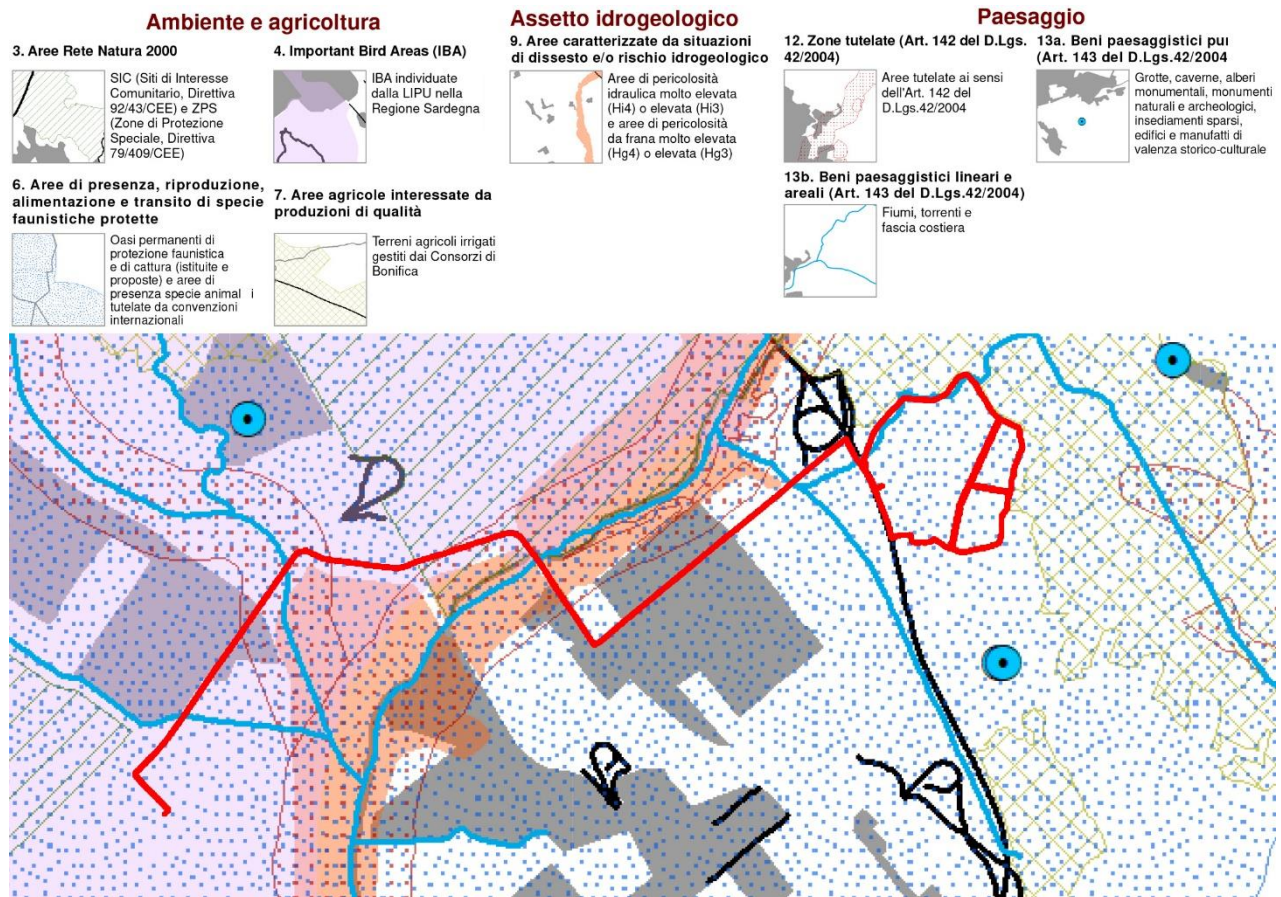 Ambiente e agricoltura
3. Aree Rete Natura 2000
SIC (Siti di Interesse
Comunitario, Direttiva
92/43/CEE) e ZPS
(Zone di Protezione
Speciale, Direttiva
79/409/CEE)
4. Important Bird Areas (IBA)
IBA individuate
dalla LIPU nella
Regione Sardegna
6. Aree di presenza, riproduzione,
alimentazione e transito di specie
faunistiche protette
Oasi permanenti di
protezione faunistica
e di cattura (istituite e
proposte) e aree di
presenza specie animal i
tutelate da convenzioni
internazionali
7. Aree agricole interessate da
produzioni di qualità
Terreni agricoli irrigati
gestiti dai Consorzi di
Bonifica
Assetto idrogeologico
9. Aree caratterizzate da situazioni
di dissesto e/o rischio idrogeologico
Aree di pericolosità
idraulica molto elevata
(Hi4) o elevata (Hi3)
e aree di pericolosità
da frana molto elevata
(Hg4) o elevata (Hg3)
Paesaggio
12. Zone tutelate (Art. 142 del D.Lgs.
42/2004)
Aree tutelate ai sensi
dell'Art. 142 del
D.Lgs.42/2004
13a. Beni paesaggistici pui
(Art. 143 del D.Lgs.42/2004
Grotte, caverne, alberi
monumentali, monumenti
naturali e archeologici,
insediamenti sparsi,
edifici e manufatti di
valenza storico-culturale
13b. Beni paesaggistici lineari e
areali (Art. 143 del D.Lgs.42/2004)
Fiumi, torrenti e
fascia costiera